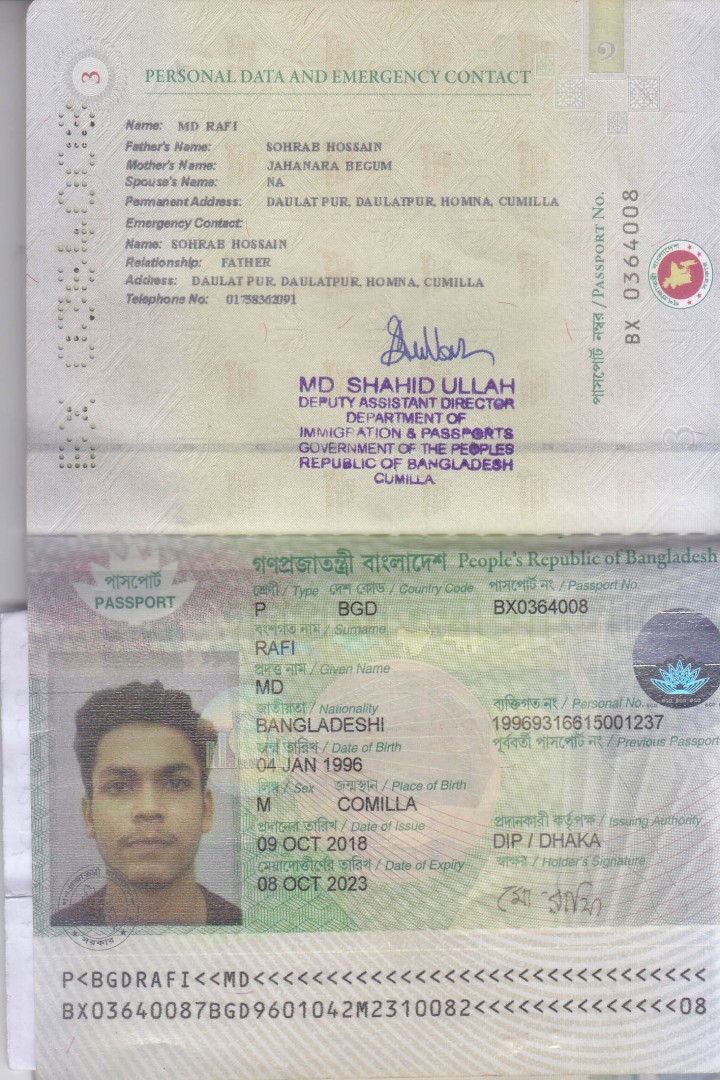 3
PERSONAL DATA AND EMERGENCY CONTACT
Name: MD RAFI
Father's Name: SOHRAB HOSSAIN
Mother's Name: JAHANARA BEGUM
Spouse's Name: NA
Permanent Address: DAULAT PUR, DAULATPUR, HOMNA, CUMILLA
Emergency Contact:
Name: SOHRAB HOSSAIN
Relationship: FATHER
Address: DAULAT PUR, DAULATPUR, HOMNA, CUMILLA
Telephone No: 01758362091
MD SHAHID ULLAH
DEPUTY ASSISTANT DIRECTOR
DEPARTMENT OF
IMMIGRATION & PASSPORTS
GOVERNMENT OF THE PEOPLES
REPUBLIC OF BANGLADESH
CUMILLA
পাসপোর্ট নম্বর / PASSPORT NO.
BX 0364008
পাসপোর্ট
PASSPORT
গণপ্রজাতন্ত্রী বাংলাদেশ People's Republic of Bangladesh
শ্রেণী / Type দেশ কোড / Country Code পাসপোর্ট নং / Passport No.
P BGD BX0364008
বংশগত নাম / Surname
RAFI
প্রদত্ত নাম / Given Name
MD
জাতীয়তা / Nationality ব্যক্তিগত নং / Personal No.
BANGLADESHI 19969316615001237
জন্ম তারিখ / Date of Birth পূর্ববর্তী পাসপোর্ট নং / Previous Passport
04 JAN 1996
লিঙ্গ / Sex জন্মস্থান / Place of Birth
M COMILLA
প্রদানের তারিখ / Date of Issue প্রদানকারী কর্তৃপক্ষ / Issuing Authority
09 OCT 2018 DIP / DHAKA
মেয়াদোত্তীর্ণের তারিখ / Date of Expiry স্বাক্ষর / Holder's Signature
08 OCT 2023
মোঃ রাফি
P<BGDRAFI<<MD<<<<<<<<<<<<<<<<<<<<<<<<<<<<<<<
BX03640087BGD9601042M2310082<<<<<<<<<<<<<<08